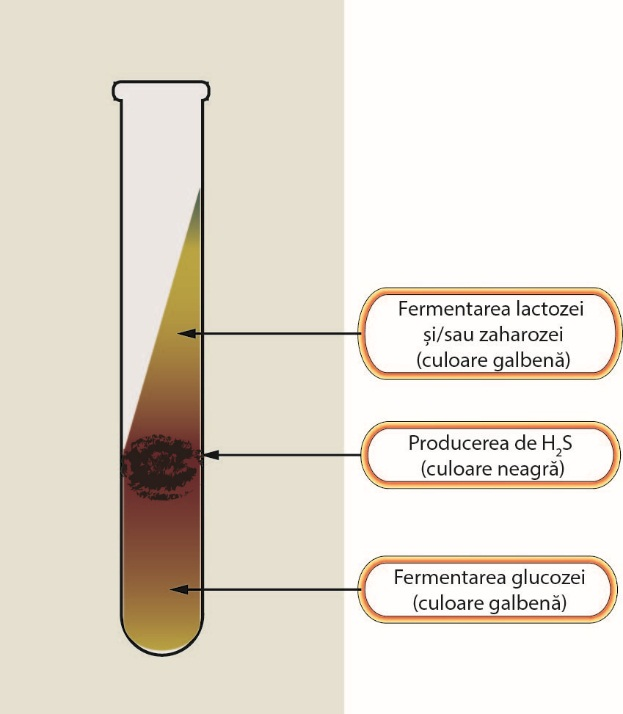 Fermentarea lactozei
și/sau zaharozei
(culoare galbenă)
Producerea de H₂S
(culoare neagră)
Fermentarea glucozei
(culoare galbenă)